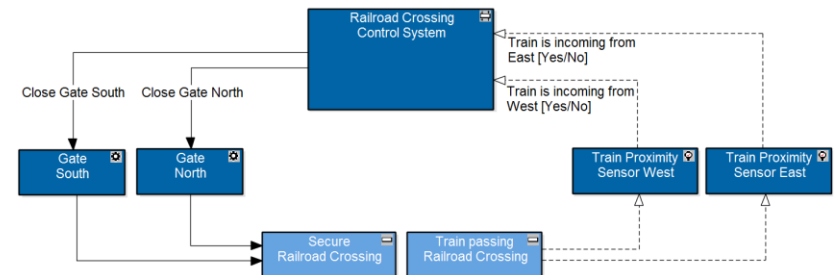 Railroad Crossing
Control System
Train is incoming from
East [Yes/No]
Train is incoming from
West [Yes/No]
Close Gate South
Close Gate North
Gate
South
Gate
North
Train Proximity
Sensor West
Train Proximity
Sensor East
Secure
Railroad Crossing
Train passing
Railroad Crossing